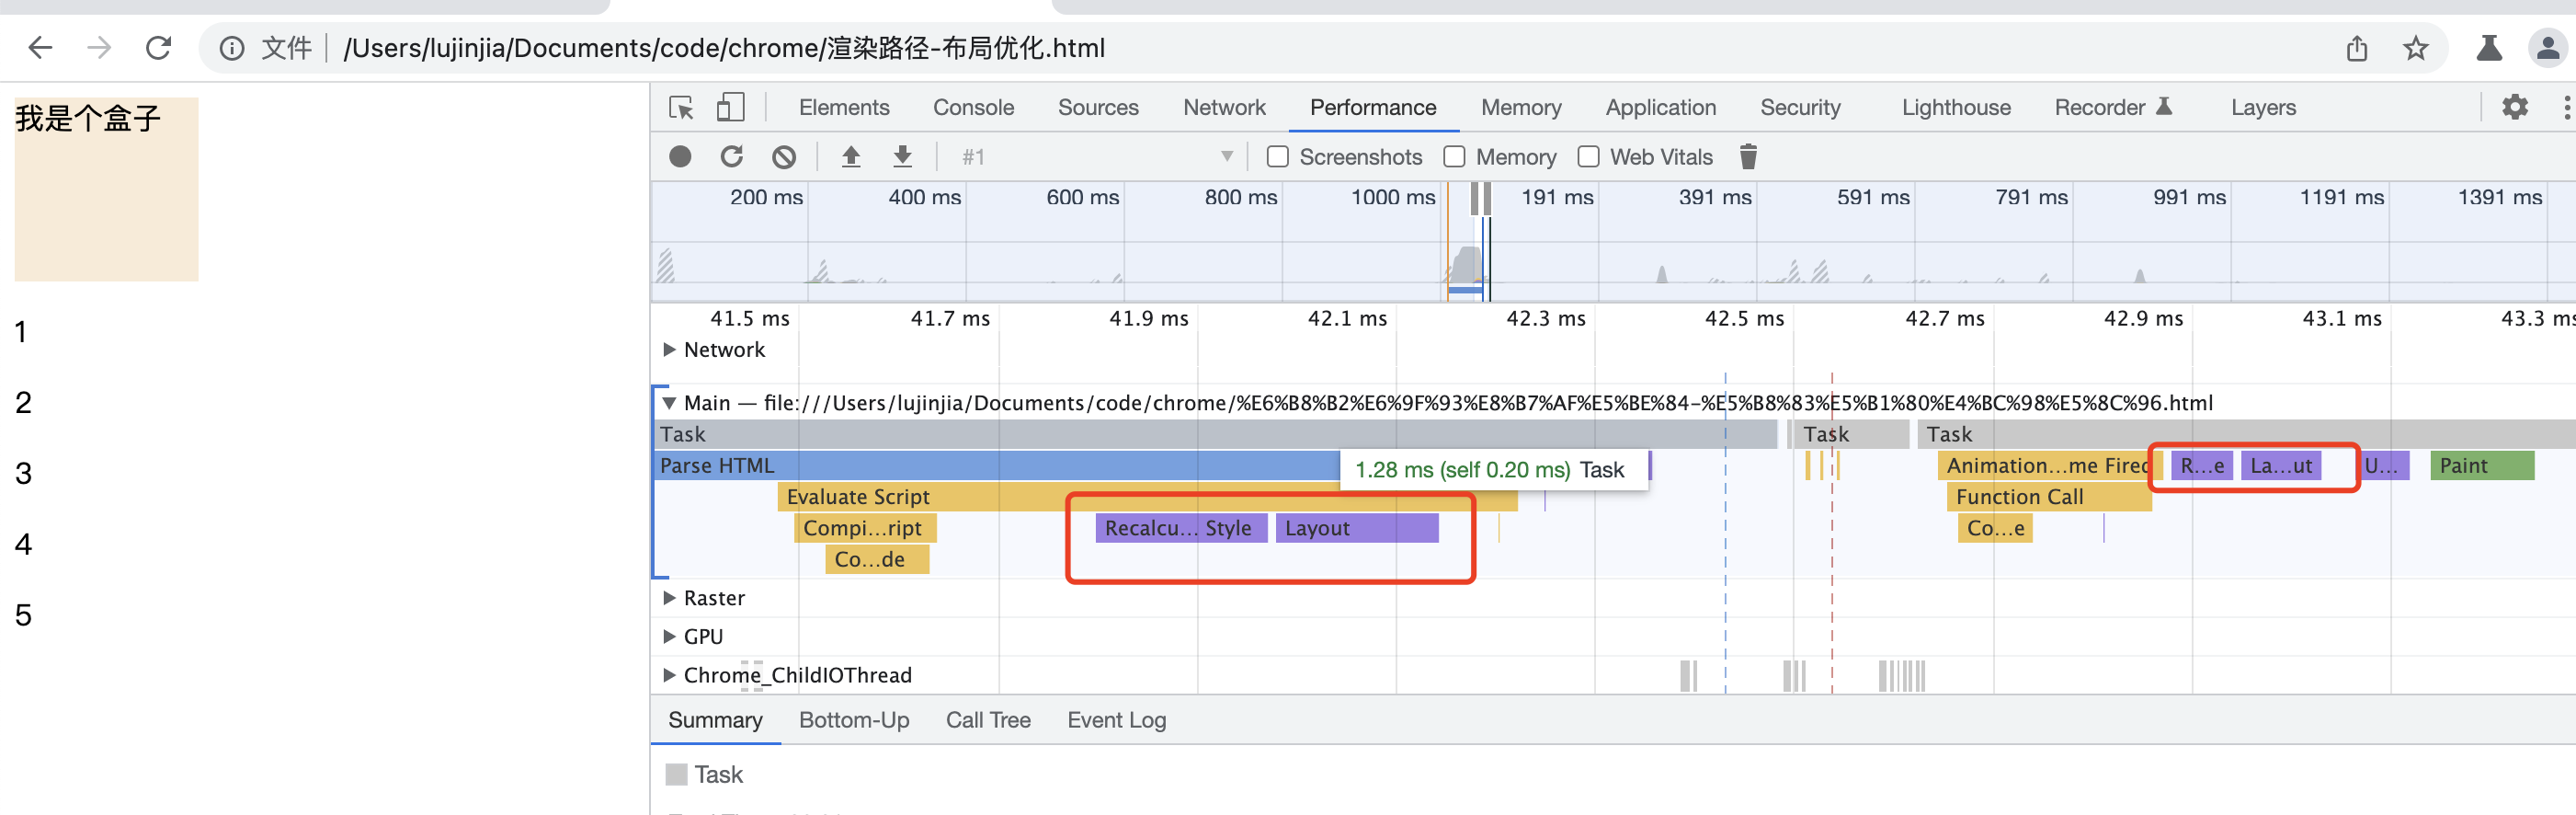 文件 | /Users/lujinjia/Documents/code/chrome/渲染路径-布局优化.html
我是个盒子
1
2
3
4
5
Elements Console Sources Network Performance Memory Application Security Lighthouse Recorder Layers
#1 Screenshots Memory Web Vitals
200 ms 400 ms 600 ms 800 ms 1000 ms 191 ms 391 ms 591 ms 791 ms 991 ms 1191 ms 1391 ms
41.5 ms 41.7 ms 41.9 ms 42.1 ms 42.3 ms 42.5 ms 42.7 ms 42.9 ms 43.1 ms 43.3 ms
Network
Main — file:///Users/lujinjia/Documents/code/chrome/%E6%B8%B2%E6%9F%93%E8%B7%AF%E5%BE%84-%E5%B8%83%E5%B1%80%E4%BC%98%E5%8C%96.html
Task Task Task
Parse HTML 1.28 ms (self 0.20 ms) Task Animation...me Fired R...e La...ut U... Paint
Evaluate Script Function Call
Compi...ript Recalcu... Style Layout Co...e
Co...de
Raster
GPU
Chrome_ChildIOThread
Summary Bottom-Up Call Tree Event Log
Task